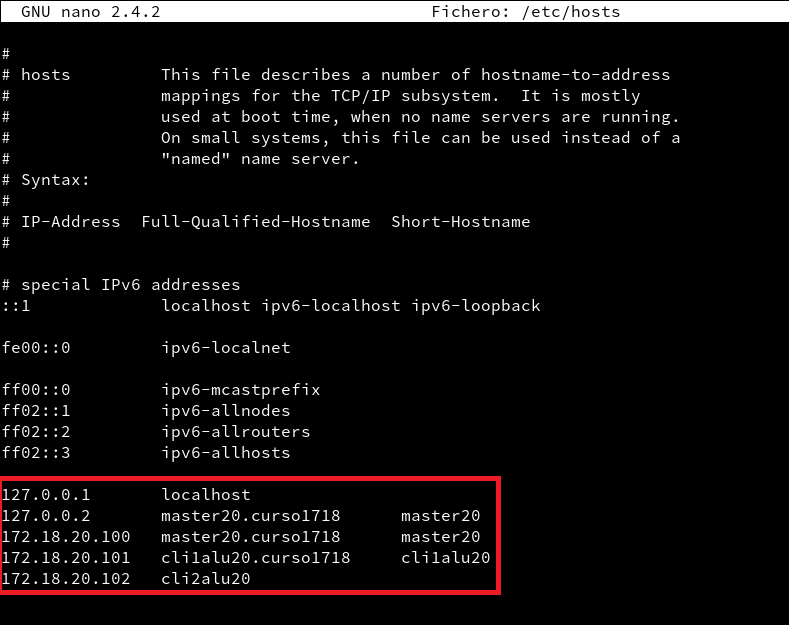 GNU nano 2.4.2                           Fichero: /etc/hosts
#
# hosts         This file describes a number of hostname-to-address
#               mappings for the TCP/IP subsystem.  It is mostly
#               used at boot time, when no name servers are running.
#               On small systems, this file can be used instead of a
#               "named" name server.
# Syntax:
#
# IP-Address  Full-Qualified-Hostname  Short-Hostname
#
# special IPv6 addresses
::1             localhost ipv6-localhost ipv6-loopback
fe00::0         ipv6-localnet
ff00::0         ipv6-mcastprefix
ff02::1         ipv6-allnodes
ff02::2         ipv6-allrouters
ff02::3         ipv6-allhosts
127.0.0.1       localhost
127.0.0.2       master20.curso1718      master20
172.18.20.100   master20.curso1718      master20
172.18.20.101   cli1alu20.curso1718     cli1alu20
172.18.20.102   cli2alu20